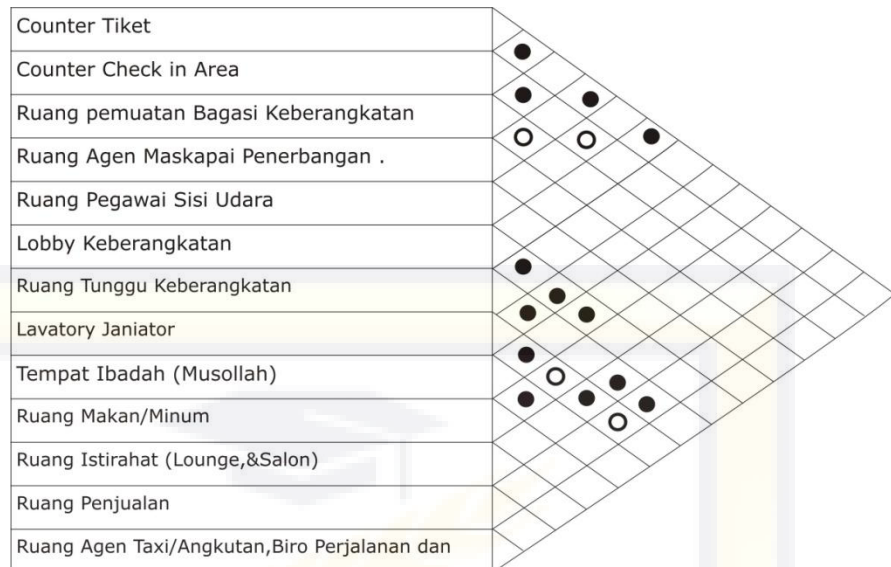 Counter Tiket
Counter Check in Area
Ruang pemuatan Bagasi Keberangkatan
Ruang Agen Maskapai Penerbangan .
Ruang Pegawai Sisi Udara
Lobby Keberangkatan
Ruang Tunggu Keberangkatan
Lavatory Janiator
Tempat Ibadah (Musollah)
Ruang Makan/Minum
Ruang Istirahat (Lounge,&Salon)
Ruang Penjualan
Ruang Agen Taxi/Angkutan,Biro Perjalanan dan